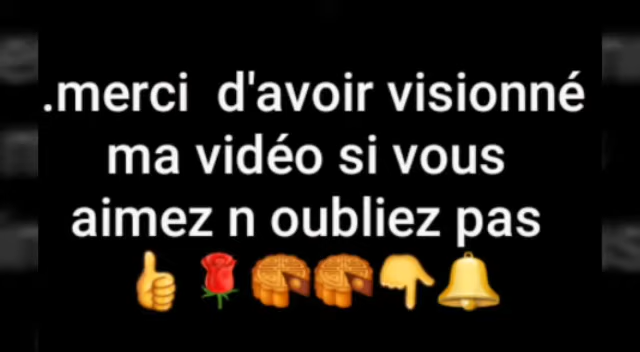 .merci  d'avoir visionné
ma vidéo si vous
aimez n oubliez pas
👍🌹🥮🥮👇🔔